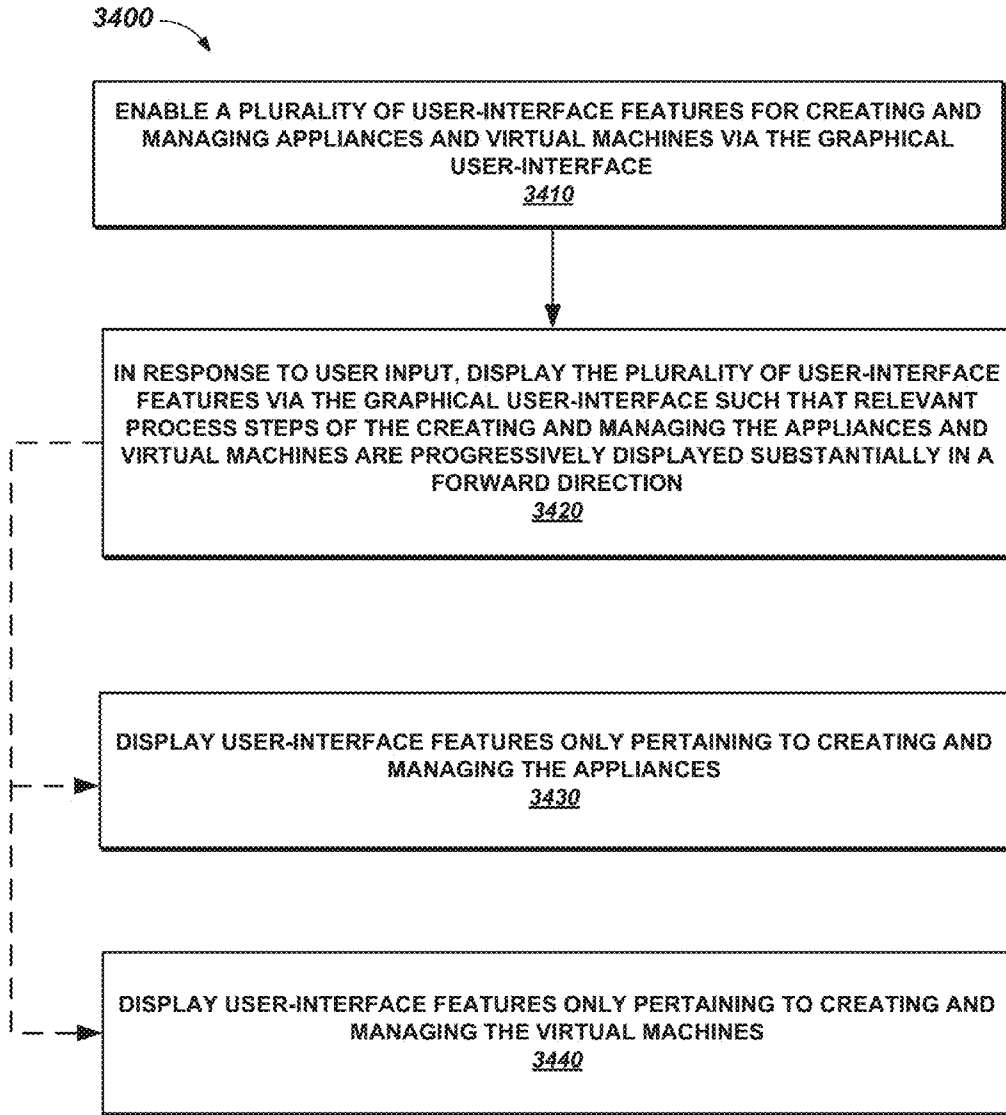 3400
ENABLE A PLURALITY OF USER-INTERFACE FEATURES FOR CREATING AND
MANAGING APPLIANCES AND VIRTUAL MACHINES VIA THE GRAPHICAL
USER-INTERFACE
3410
IN RESPONSE TO USER INPUT, DISPLAY THE PLURALITY OF USER-INTERFACE
FEATURES VIA THE GRAPHICAL USER-INTERFACE SUCH THAT RELEVANT
PROCESS STEPS OF THE CREATING AND MANAGING THE APPLIANCES AND
VIRTUAL MACHINES ARE PROGRESSIVELY DISPLAYED SUBSTANTIALLY IN A
FORWARD DIRECTION
3420
DISPLAY USER-INTERFACE FEATURES ONLY PERTAINING TO CREATING AND
MANAGING THE APPLIANCES
3430
DISPLAY USER-INTERFACE FEATURES ONLY PERTAINING TO CREATING AND
MANAGING THE VIRTUAL MACHINES
3440